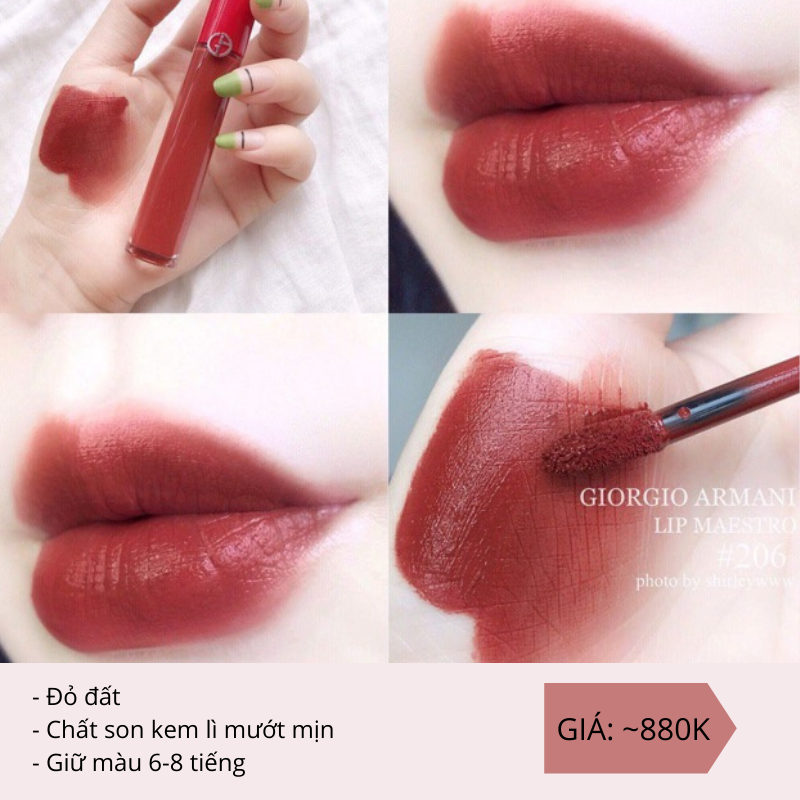 GIORGIO ARMANI
LIP MAESTRO
#206
photo by shirleywww
- Đỏ đất
- Chất son kem lì mướt mịn
- Giữ màu 6-8 tiếng
GIÁ: ~880K